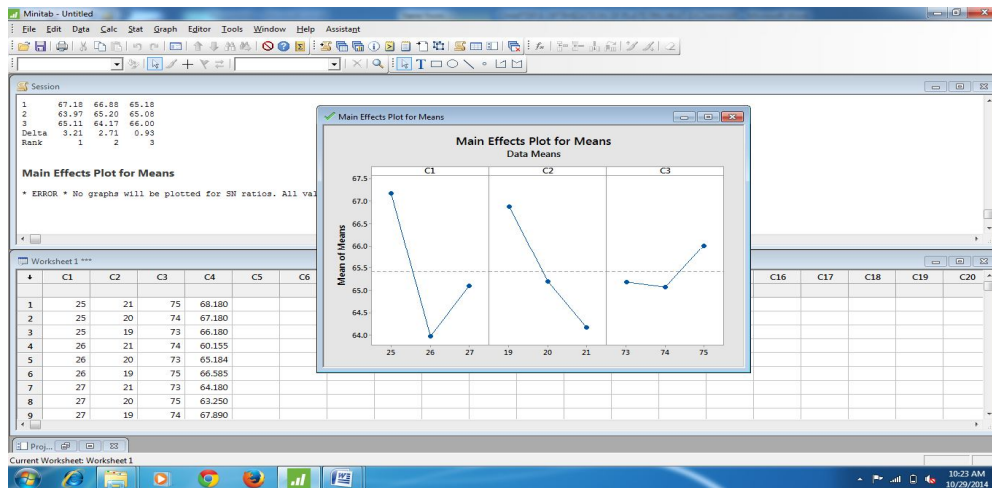 Minitab - Untitled
File Edit Data Calc Stat Graph Editor Tools Window Help Assistant
Session
1 67.18 66.88 65.18
2 63.97 65.20 65.08
3 65.11 64.17 66.00
Delta 3.21 2.71 0.93
Rank 1 2 3
Main Effects Plot for Means
* ERROR * No graphs will be plotted for SN ratios. All val
Main Effects Plot for Means
Main Effects Plot for Means
Data Means
C1 C2 C3
Mean of Means
67.5
67.0
66.5
66.0
65.5
65.0
64.5
64.0
25 26 27 19 20 21 73 74 75
Worksheet 1 ***
C1 C2 C3 C4 C5 C6 C16 C17 C18 C19 C20
1 25 21 75 68.180
2 25 20 74 67.180
3 25 19 73 66.180
4 26 21 74 60.155
5 26 20 73 65.184
6 26 19 75 66.585
7 27 21 73 64.180
8 27 20 75 63.250
9 27 19 74 67.890
Proj...
Current Worksheet: Worksheet 1
10:23 AM
10/29/2014